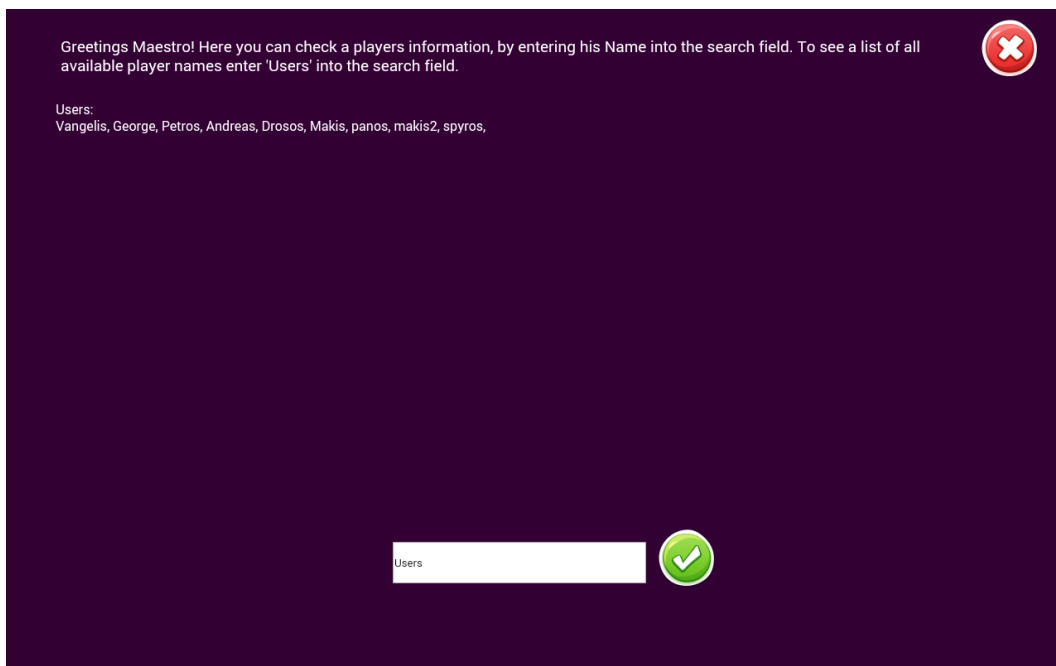 Greetings Maestro! Here you can check a players information, by entering his Name into the search field. To see a list of all
available player names enter 'Users' into the search field.
Users:
Vangelis, George, Petros, Andreas, Drosos, Makis, panos, makis2, spyros,
Users